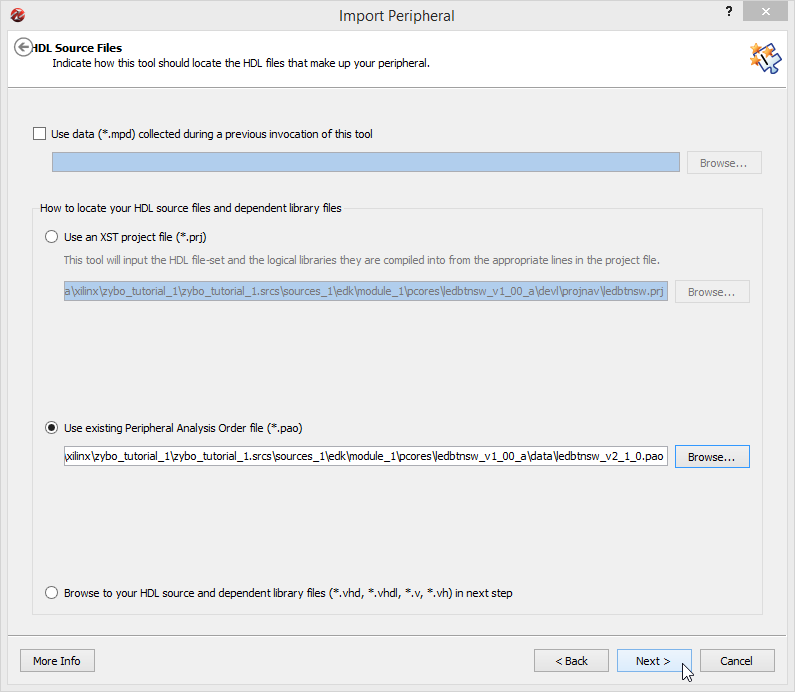 Import Peripheral
?
HDL Source Files
Indicate how this tool should locate the HDL files that make up your peripheral.
Use data (*.mpd) collected during a previous invocation of this tool
Browse...
How to locate your HDL source files and dependent library files
Use an XST project file (*.prj)
This tool will input the HDL file-set and the logical libraries they are compiled into from the appropriate lines in the project file.
a\xilinx\zybo_tutorial_1\zybo_tutorial_1.srcs\sources_1\edk\module_1\pcores\ledbtnsw_v1_00_a\devl\projnav\ledbtnsw.prj
Browse...
Use existing Peripheral Analysis Order file (*.pao)
\xilinx\zybo_tutorial_1\zybo_tutorial_1.srcs\sources_1\edk\module_1\pcores\ledbtnsw_v1_00_a\data\ledbtnsw_v2_1_0.pao
Browse...
Browse to your HDL source and dependent library files (*.vhd, *.vhdl, *.v, *.vh) in next step
More Info
< Back
Next >
Cancel